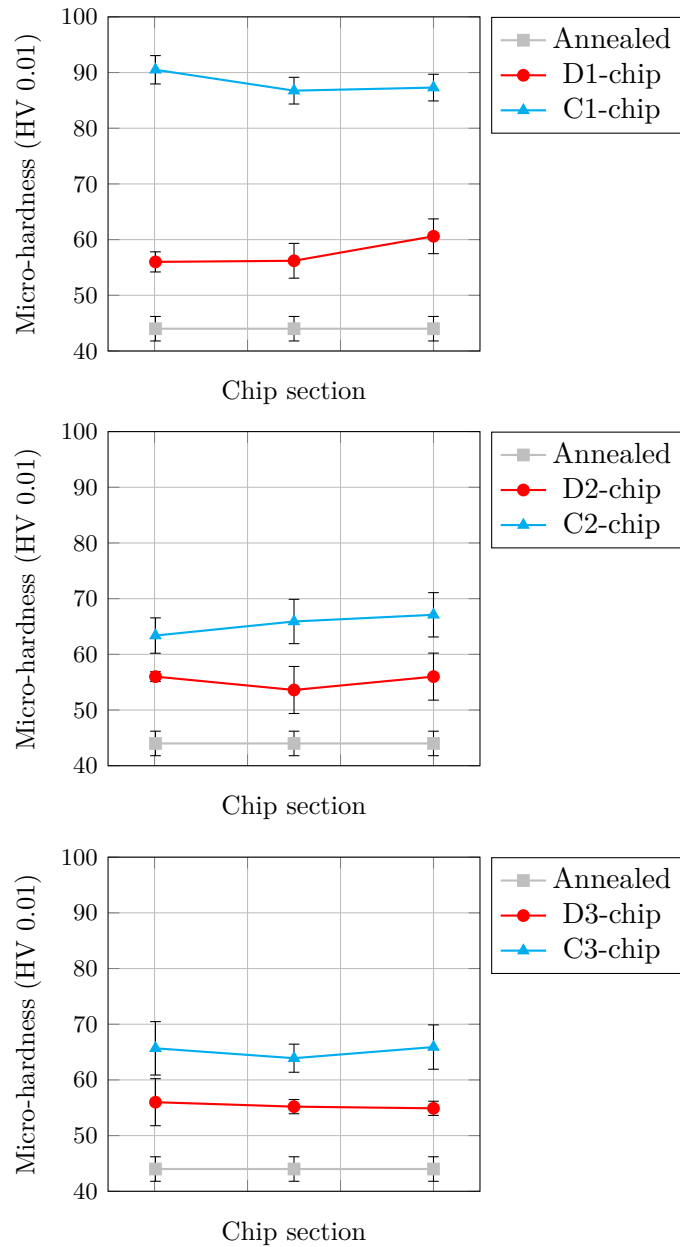 100
90
80
70
60
50
40
Micro-hardness (HV 0.01)
Chip section
Annealed
D1-chip
C1-chip
100
90
80
70
60
50
40
Micro-hardness (HV 0.01)
Chip section
Annealed
D2-chip
C2-chip
100
90
80
70
60
50
40
Micro-hardness (HV 0.01)
Chip section
Annealed
D3-chip
C3-chip